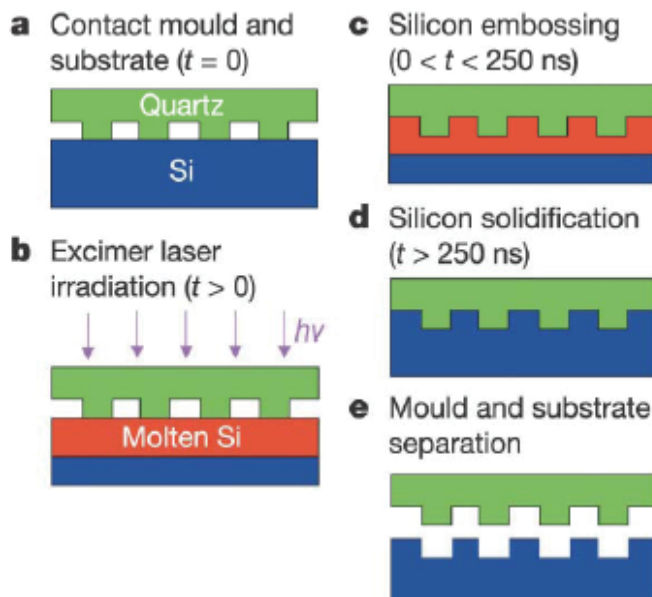 a Contact mould and
substrate (t = 0)
Quartz
Si
b Excimer laser
irradiation (t > 0)
hν
Molten Si
c Silicon embossing
(0 < t < 250 ns)
d Silicon solidification
(t > 250 ns)
e Mould and substrate
separation